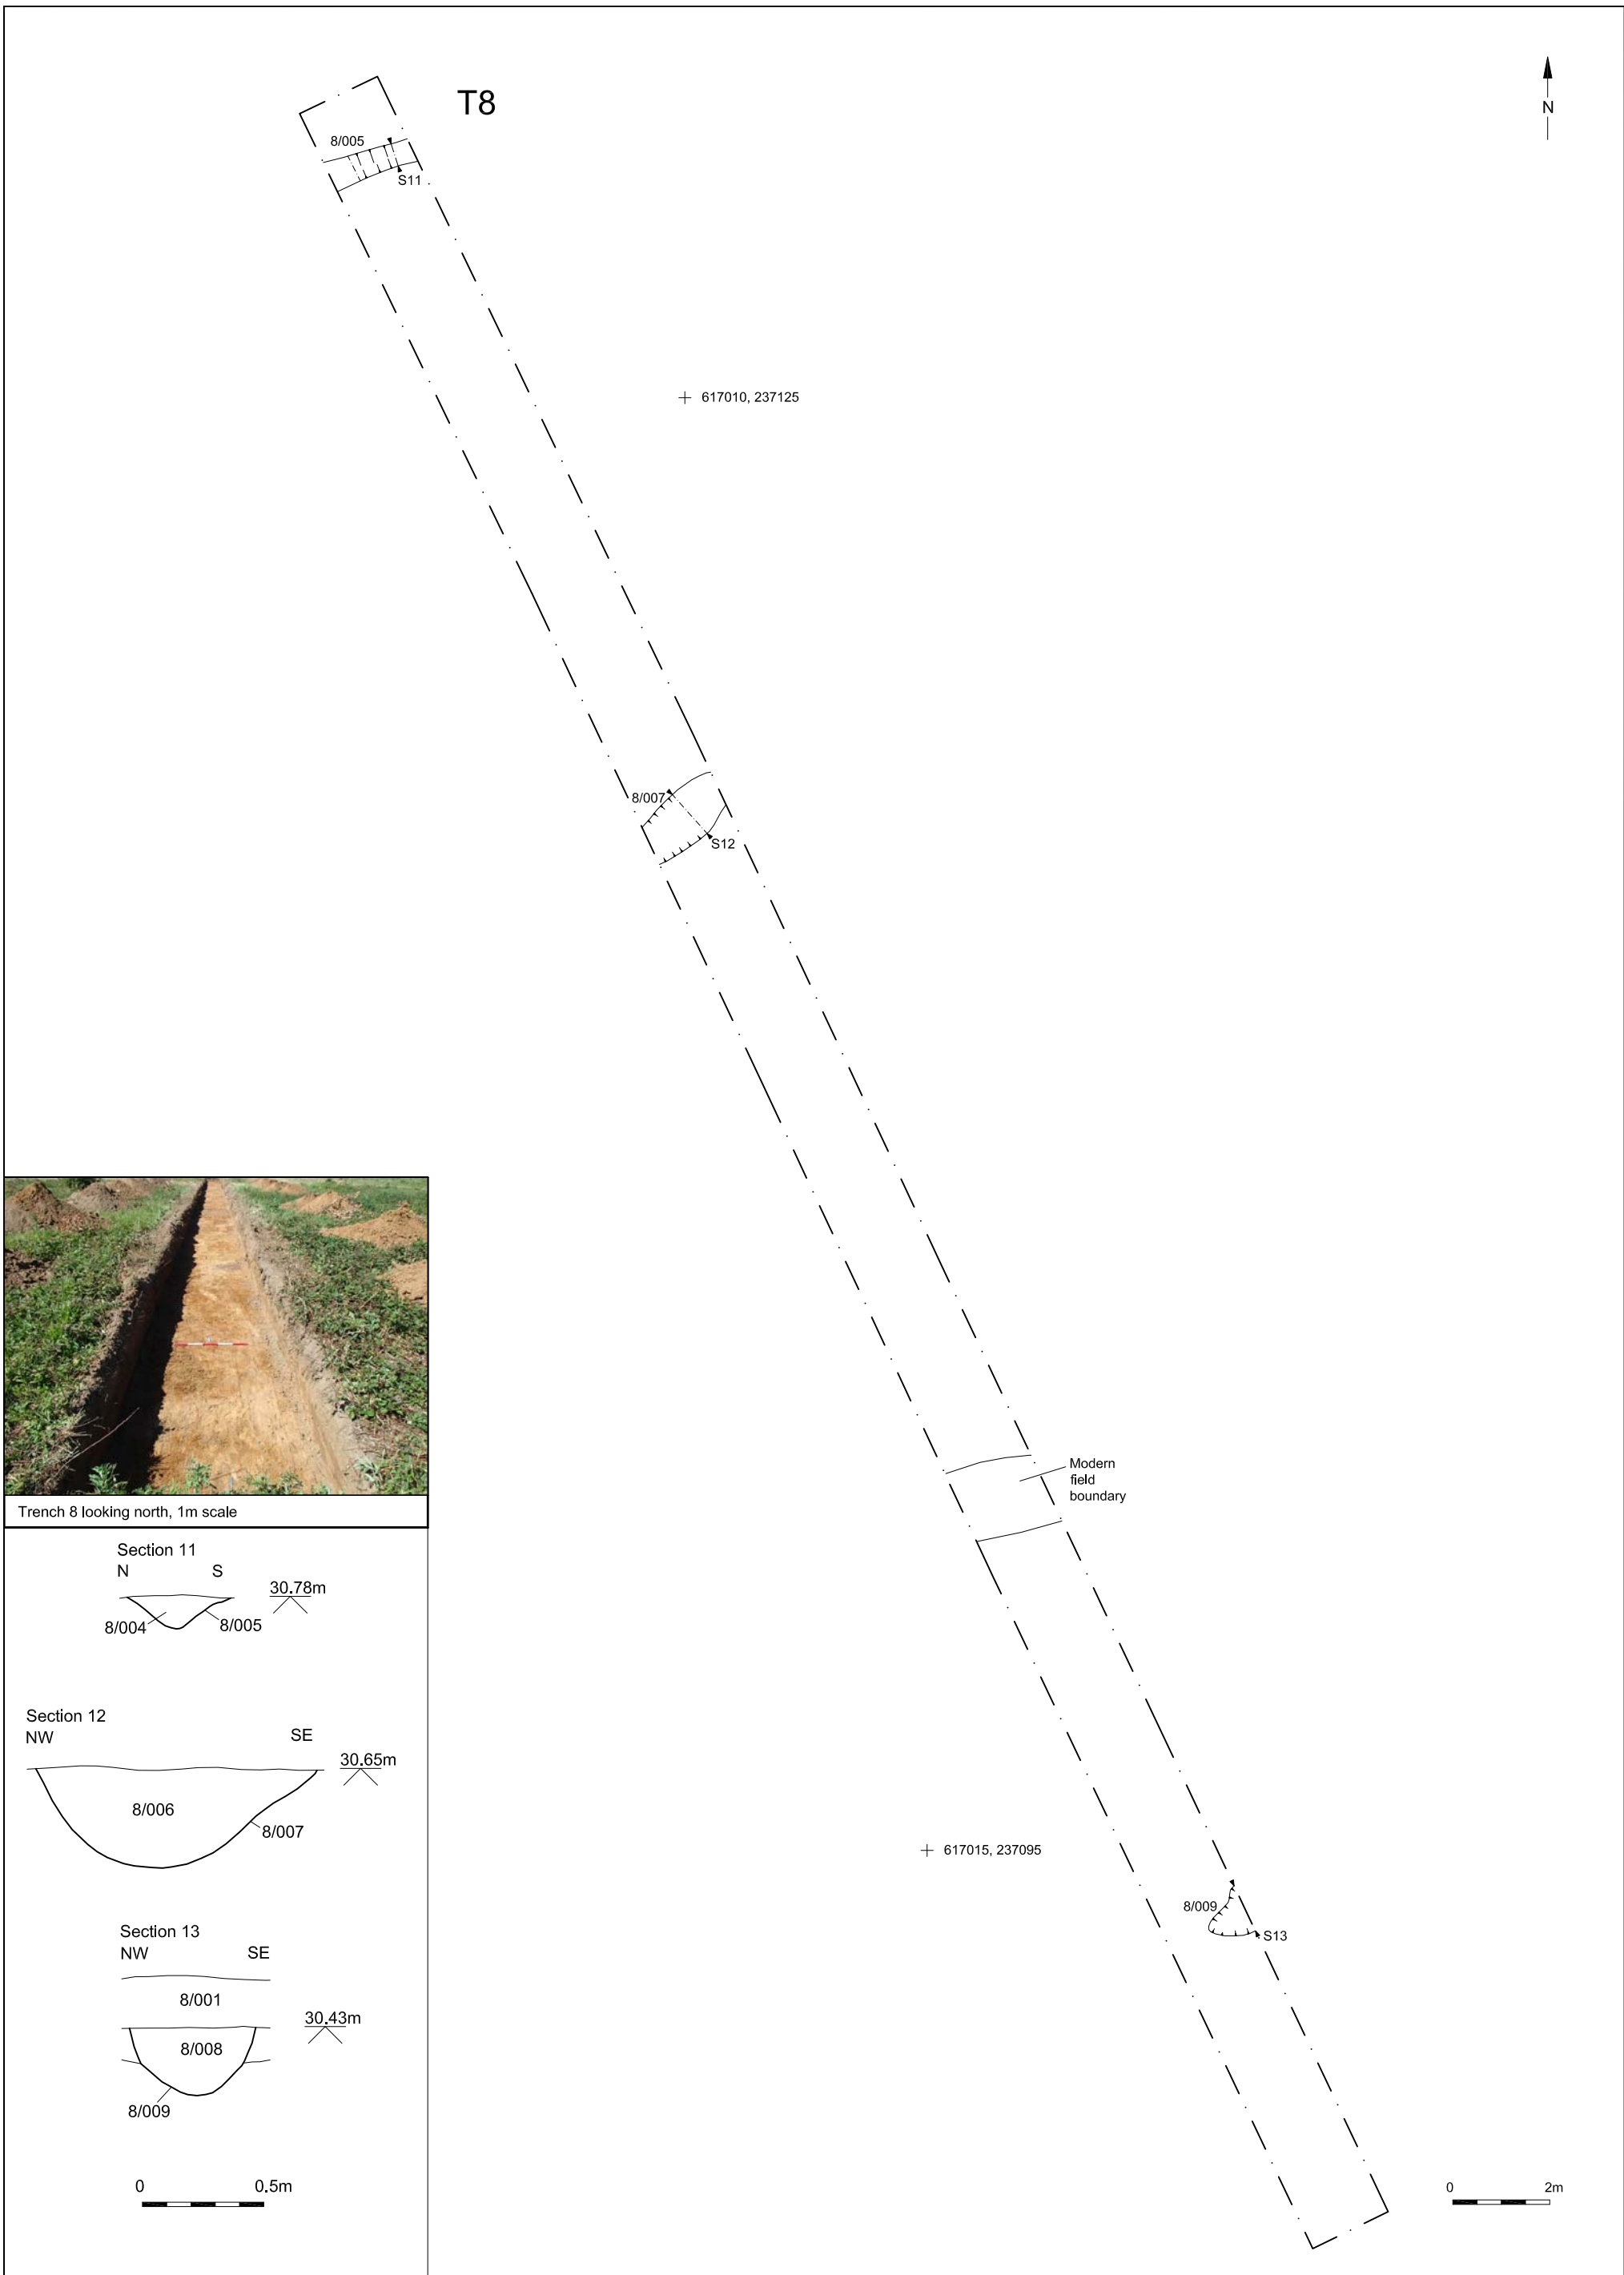 T8
N
8/005
S11
617010, 237125
8/007
S12
Modern
field
boundary
617015, 237095
8/009
S13
0 2m
Trench 8 looking north, 1m scale
Section 11
N S
30.78m
8/004
8/005
Section 12
NW SE
30.65m
8/006
8/007
Section 13
NW SE
8/001
30.43m
8/008
8/009
0 0.5m